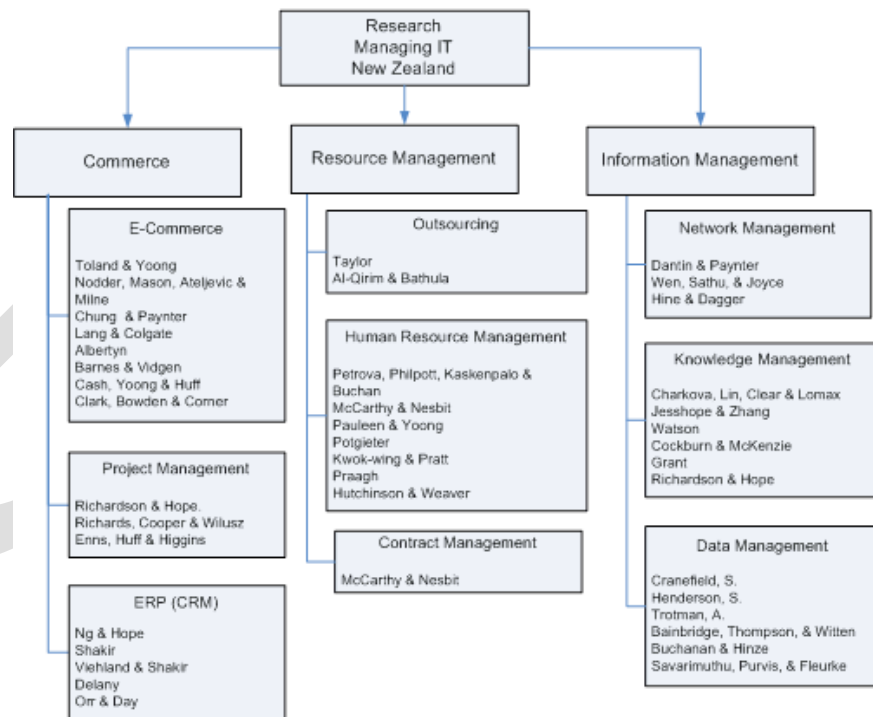 Research
Managing IT
New Zealand
Commerce
Resource Management
Information Management
E-Commerce
Toland & Yoong
Nodder, Mason, Ateljevic &
Milne
Chung & Paynter
Lang & Colgate
Albertyn
Barnes & Vidgen
Cash, Yoong & Huff
Clark, Bowden & Corner
Project Management
Richardson & Hope.
Richards, Cooper & Wilusz
Enns, Huff & Higgins
ERP (CRM)
Ng & Hope
Shakir
Viehland & Shakir
Delany
Orr & Day
Outsourcing
Taylor
Al-Qirim & Bathula
Human Resource Management
Petrova, Philpott, Kaskenpalo &
Buchan
McCarthy & Nesbit
Pauleen & Yoong
Potgieter
Kwok-wing & Pratt
Praagh
Hutchinson & Weaver
Contract Management
McCarthy & Nesbit
Network Management
Dantin & Paynter
Wen, Sathu, & Joyce
Hine & Dagger
Knowledge Management
Charkova, Lin, Clear & Lomax
Jesshope & Zhang
Watson
Cockburn & McKenzie
Grant
Richardson & Hope
Data Management
Cranefield, S.
Henderson, S.
Trotman, A.
Bainbridge, Thompson, & Witten
Buchanan & Hinze
Savarimuthu, Purvis, & Fleurke